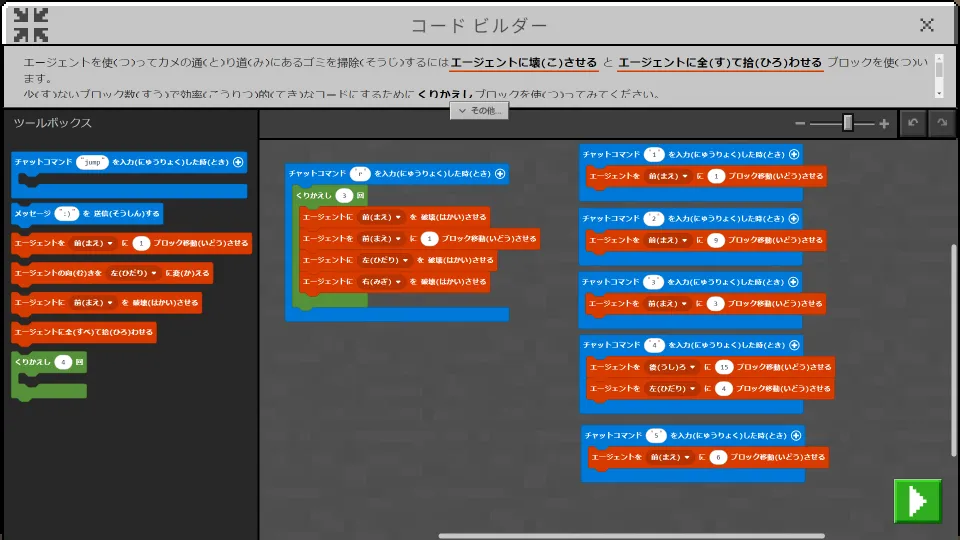 コード ビルダー
エージェントを使(つ)ってカメの通(と)り道(み)にあるゴミを掃除(そうじ)するには エージェントに壊(こ)させる と エージェントに全(す)て拾(ひろ)わせる ブロックを使(つ)い
ます。
少(す)ないブロック数(すう)で効率(こうりつ)的(てき)なコードにするために くりかえし ブロックを使(つ)ってみてください。
その他...
ツールボックス
チャットコマンド "jump" を入力(にゅうりょく)した時(とき)
メッセージ ":)" を 送信(そうしん)する
エージェントを 前(まえ) に 1 ブロック移動(いどう)させる
エージェントの向(む)きを 左(ひだり) に変(か)える
エージェントに 前(まえ) を 破壊(はかい)させる
エージェントに全(すべ)て拾(ひろ)わせる
くりかえし 4 回
チャットコマンド "r" を入力(にゅうりょく)した時(とき)
くりかえし 3 回
エージェントに 前(まえ) を 破壊(はかい)させる
エージェントを 前(まえ) に 1 ブロック移動(いどう)させる
エージェントに 左(ひだり) を 破壊(はかい)させる
エージェントに 右(みぎ) を 破壊(はかい)させる
チャットコマンド "1" を入力(にゅうりょく)した時(とき)
エージェントを 前(まえ) に 1 ブロック移動(いどう)させる
チャットコマンド "2" を入力(にゅうりょく)した時(とき)
エージェントを 前(まえ) に 9 ブロック移動(いどう)させる
チャットコマンド "3" を入力(にゅうりょく)した時(とき)
エージェントを 前(まえ) に 3 ブロック移動(いどう)させる
チャットコマンド "4" を入力(にゅうりょく)した時(とき)
エージェントを 後(うし)ろ に 15 ブロック移動(いどう)させる
エージェントを 左(ひだり) に 4 ブロック移動(いどう)させる
チャットコマンド "5" を入力(にゅうりょく)した時(とき)
エージェントを 前(まえ) に 6 ブロック移動(いどう)させる